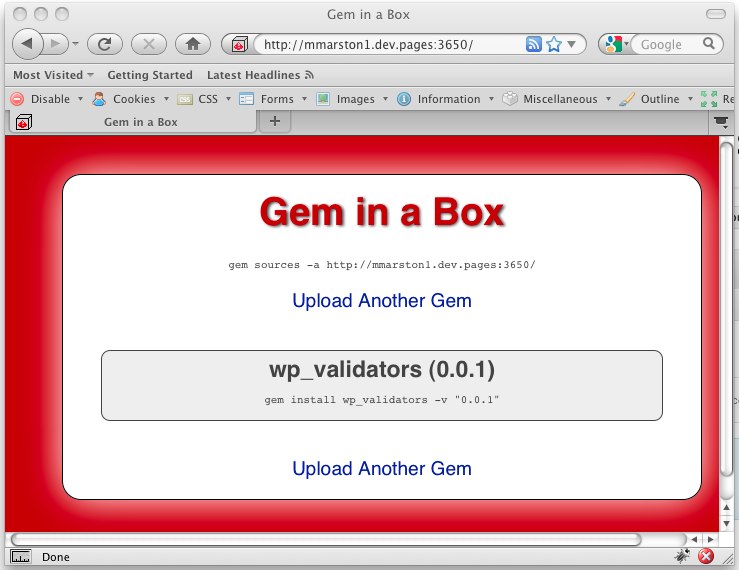 Gem in a Box
http://mmarston1.dev.pages:3650/
Google
Most Visited Getting Started Latest Headlines
Disable Cookies CSS Forms Images Information Miscellaneous Outline Re
Gem in a Box
Gem in a Box
gem sources -a http://mmarston1.dev.pages:3650/
Upload Another Gem
wp_validators (0.0.1)
gem install wp_validators -v "0.0.1"
Upload Another Gem
Done